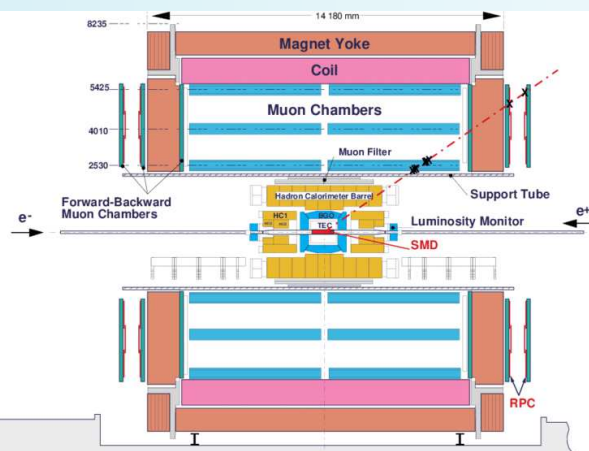 14 180 mm
8235
Magnet Yoke
Coil
5425
Muon Chambers
4010
Muon Filter
2530
Hadron Calorimeter Barrel
Support Tube
Forward-Backward
Muon Chambers
HC1
BGO
Luminosity Monitor
e-
e+
TEC
SMD
RPC